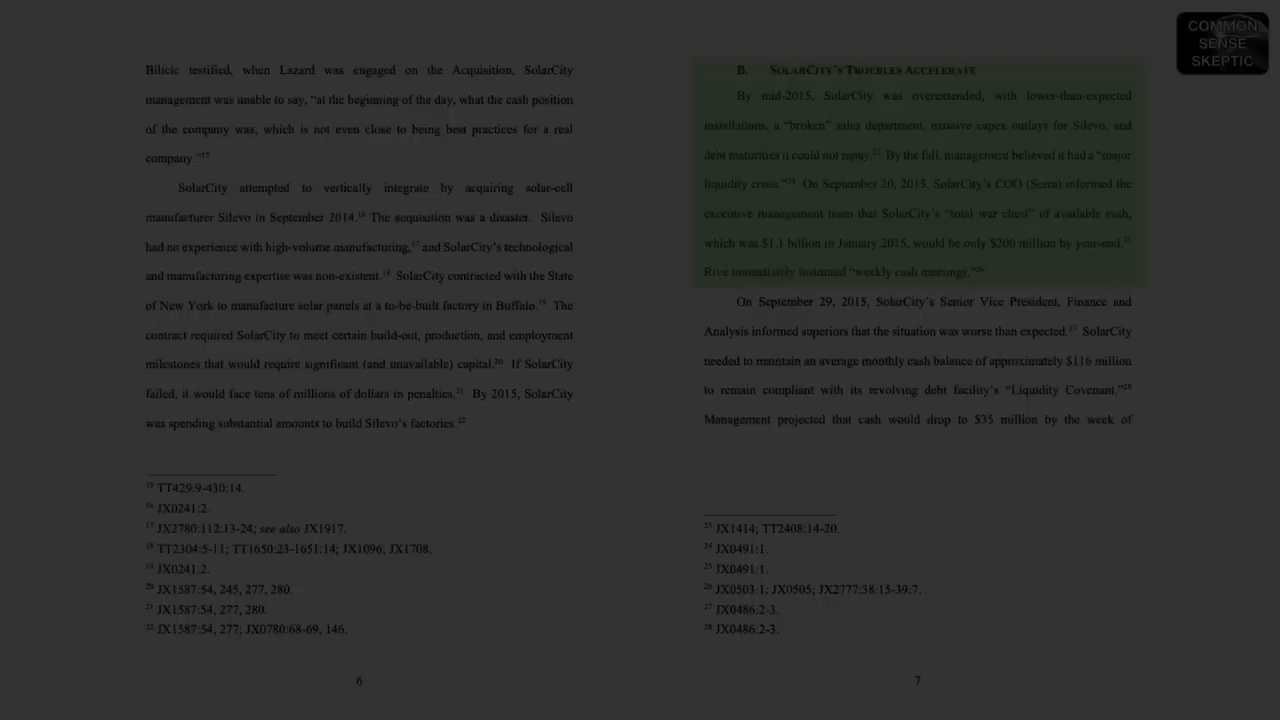 COMMON
SENSE
SKEPTIC
Bilicic testified, when Lazard was engaged on the Acquisition, SolarCity
management was unable to say, “at the beginning of the day, what the cash position
of the company was, which is not even close to being best practices for a real
company.”15
SolarCity attempted to vertically integrate by acquiring solar-cell
manufacturer Silevo in September 2014.16 The acquisition was a disaster. Silevo
had no experience with high-volume manufacturing,17 and SolarCity’s technological
and manufacturing expertise was non-existent.18 SolarCity contracted with the State
of New York to manufacture solar panels at a to-be-built factory in Buffalo.19 The
contract required SolarCity to meet certain build-out, production, and employment
milestones that would require significant (and unavailable) capital.20 If SolarCity
failed, it would face tens of millions of dollars in penalties.21 By 2015, SolarCity
was spending substantial amounts to build Silevo’s factories.22
15 TT429:9-430:14.
16 JX0241:2.
17 JX2780:112:13-24; see also JX1917.
18 TT2304:5-11; TT1650:23-1651:14; JX1096, JX1708.
19 JX0241:2.
20 JX1587:54, 245, 277, 280.
21 JX1587:54, 277, 280.
22 JX1587:54, 277; JX0780:68-69, 146.
6
B. SOLARCITY’S TROUBLES ACCELERATE
By mid-2015, SolarCity was overextended, with lower-than-expected
installations, a “broken” sales department, massive capex outlays for Silevo, and
debt maturities it could not repay.23 By the fall, management believed it had a “major
liquidity crisis.”24 On September 20, 2015, SolarCity’s CUO (Serra) informed the
executive management team that SolarCity’s “total war chest” of available cash,
which was $1.1 billion in January 2015, would be only $200 million by year-end.25
Rive immediately instituted “weekly cash meetings.”26
On September 29, 2015, SolarCity’s Senior Vice President, Finance and
Analysis informed superiors that the situation was worse than expected.27 SolarCity
needed to maintain an average monthly cash balance of approximately $116 million
to remain compliant with its revolving debt facility’s “Liquidity Covenant.”28
Management projected that cash would drop to $35 million by the week of
23 JX1414; TT2408:14-20.
24 JX0491:1.
25 JX0491:1.
26 JX0503:1; JX0505; JX2777:38:15-39:7.
27 JX0486:2-3.
28 JX0486:2-3.
7